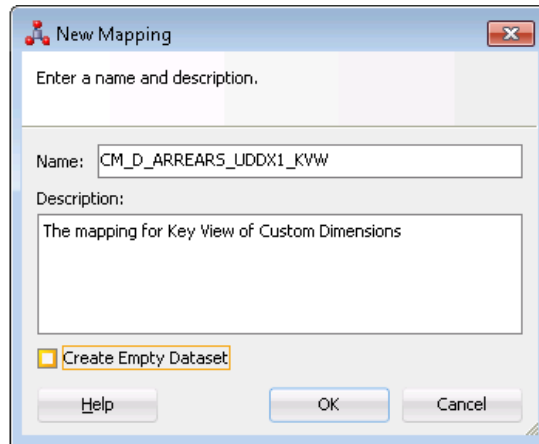 New Mapping
Enter a name and description.
Name: CM_D_ARREARS_UDDX1_KVW
Description:
The mapping for Key View of Custom Dimensions
Create Empty Dataset
Help OK Cancel